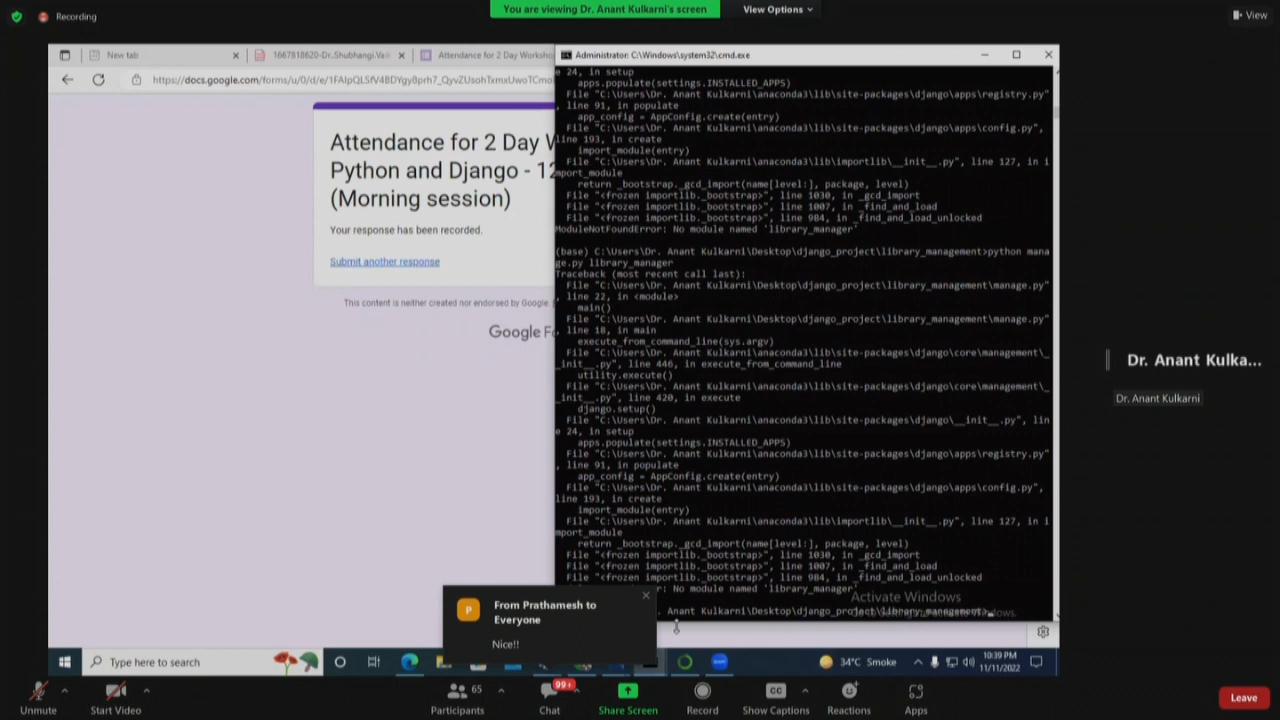 Recording
You are viewing Dr. Anant Kulkarni's screen
View Options
View
New tab
1667818620-Dr.Shubhangi.Va
Attendance for 2 Day Worksho
https://docs.google.com/forms/u/0/d/e/
Attendance for 2 Day W
Python and Django - 12
(Morning session)
Your response has been recorded.
Submit another response
This content is neither created nor endorsed by Google.
Google Fo
Administrator: C:\Windows\system32\cmd.exe
e 24, in setup
apps.populate(settings.INSTALLED_APPS)
File "C:\Users\Dr. Anant Kulkarni\anaconda3\lib\site-packages\django\apps\registry.py"
, line 91, in populate
app_config = AppConfig.create(entry)
File "C:\Users\Dr. Anant Kulkarni\anaconda3\lib\site-packages\django\apps\config.py",
line 193, in create
import_module(entry)
File "C:\Users\Dr. Anant Kulkarni\anaconda3\lib\importlib\__init__.py", line 127, in i
mport_module
return _bootstrap._gcd_import(name[level:], package, level)
File "<frozen importlib._bootstrap>", line 1030, in _gcd_import
File "<frozen importlib._bootstrap>", line 1007, in _find_and_load
File "<frozen importlib._bootstrap>", line 984, in _find_and_load_unlocked
ModuleNotFoundError: No module named 'library_manager'
(base) C:\Users\Dr. Anant Kulkarni\Desktop\django_project\library_management>python mana
ge.py library_manager
Traceback (most recent call last):
File "C:\Users\Dr. Anant Kulkarni\Desktop\django_project\library_management\manage.py"
, line 22, in <module>
main()
File "C:\Users\Dr. Anant Kulkarni\Desktop\django_project\library_management\manage.py"
line 18, in main
execute_from_command_line(sys.argv)
File "C:\Users\Dr. Anant Kulkarni\anaconda3\lib\site-packages\django\core\management\_
_init__.py", line 446, in execute_from_command_line
utility.execute()
File "C:\Users\Dr. Anant Kulkarni\anaconda3\lib\site-packages\django\core\management\_
_init__.py", line 420, in execute
django.setup()
File "C:\Users\Dr. Anant Kulkarni\anaconda3\lib\site-packages\django\__init__.py", lin
e 24, in setup
apps.populate(settings.INSTALLED_APPS)
File "C:\Users\Dr. Anant Kulkarni\anaconda3\lib\site-packages\django\apps\registry.py"
, line 91, in populate
app_config = AppConfig.create(entry)
File "C:\Users\Dr. Anant Kulkarni\anaconda3\lib\site-packages\django\apps\config.py",
line 193, in create
import_module(entry)
File "C:\Users\Dr. Anant Kulkarni\anaconda3\lib\importlib\__init__.py", line 127, in i
mport_module
return _bootstrap._gcd_import(name[level:], package, level)
File "<frozen importlib._bootstrap>", line 1030, in _gcd_import
File "<frozen importlib._bootstrap>", line 1007, in _find_and_load
File "<frozen importlib._bootstrap>", line 984, in _find_and_load_unlocked
r: No module named 'library_manager'
. Anant Kulkarni\Desktop\django_project\library_management>
Activate Windows
Dr. Anant Kulka...
Dr. Anant Kulkarni
P
From Prathamesh to
Everyone
Nice!!
Type here to search
34°C Smoke
10:39 PM
11/11/2022
Unmute
Start Video
65
Participants
99+
Chat
Share Screen
Record
CC
Show Captions
Reactions
Apps
Leave